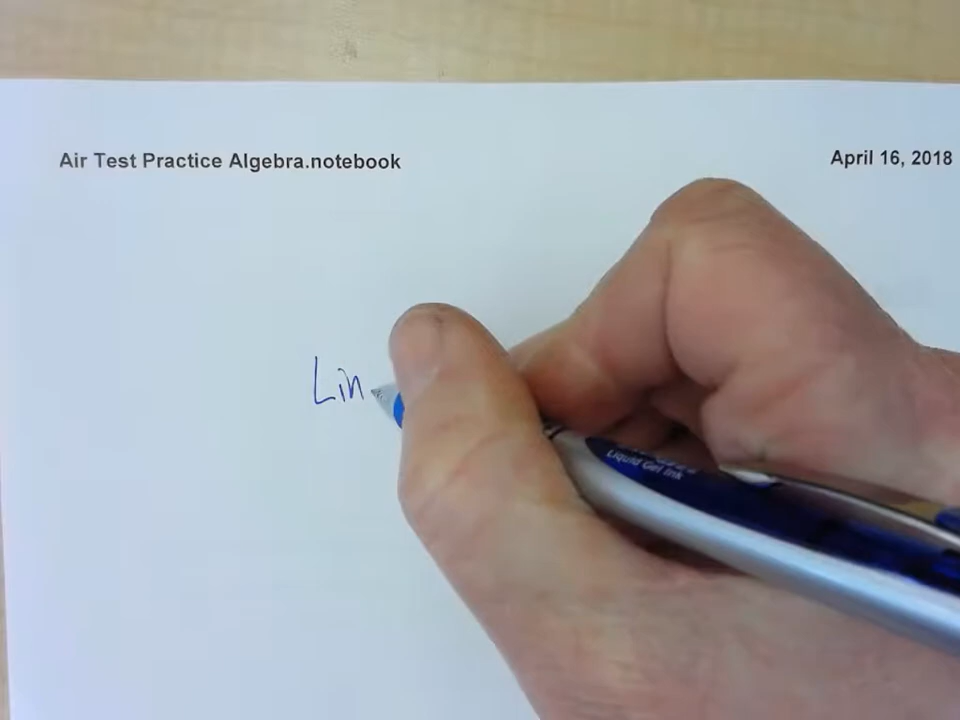 Air Test Practice Algebra.notebook
April 16, 2018
Lin
Liquid Gel Ink